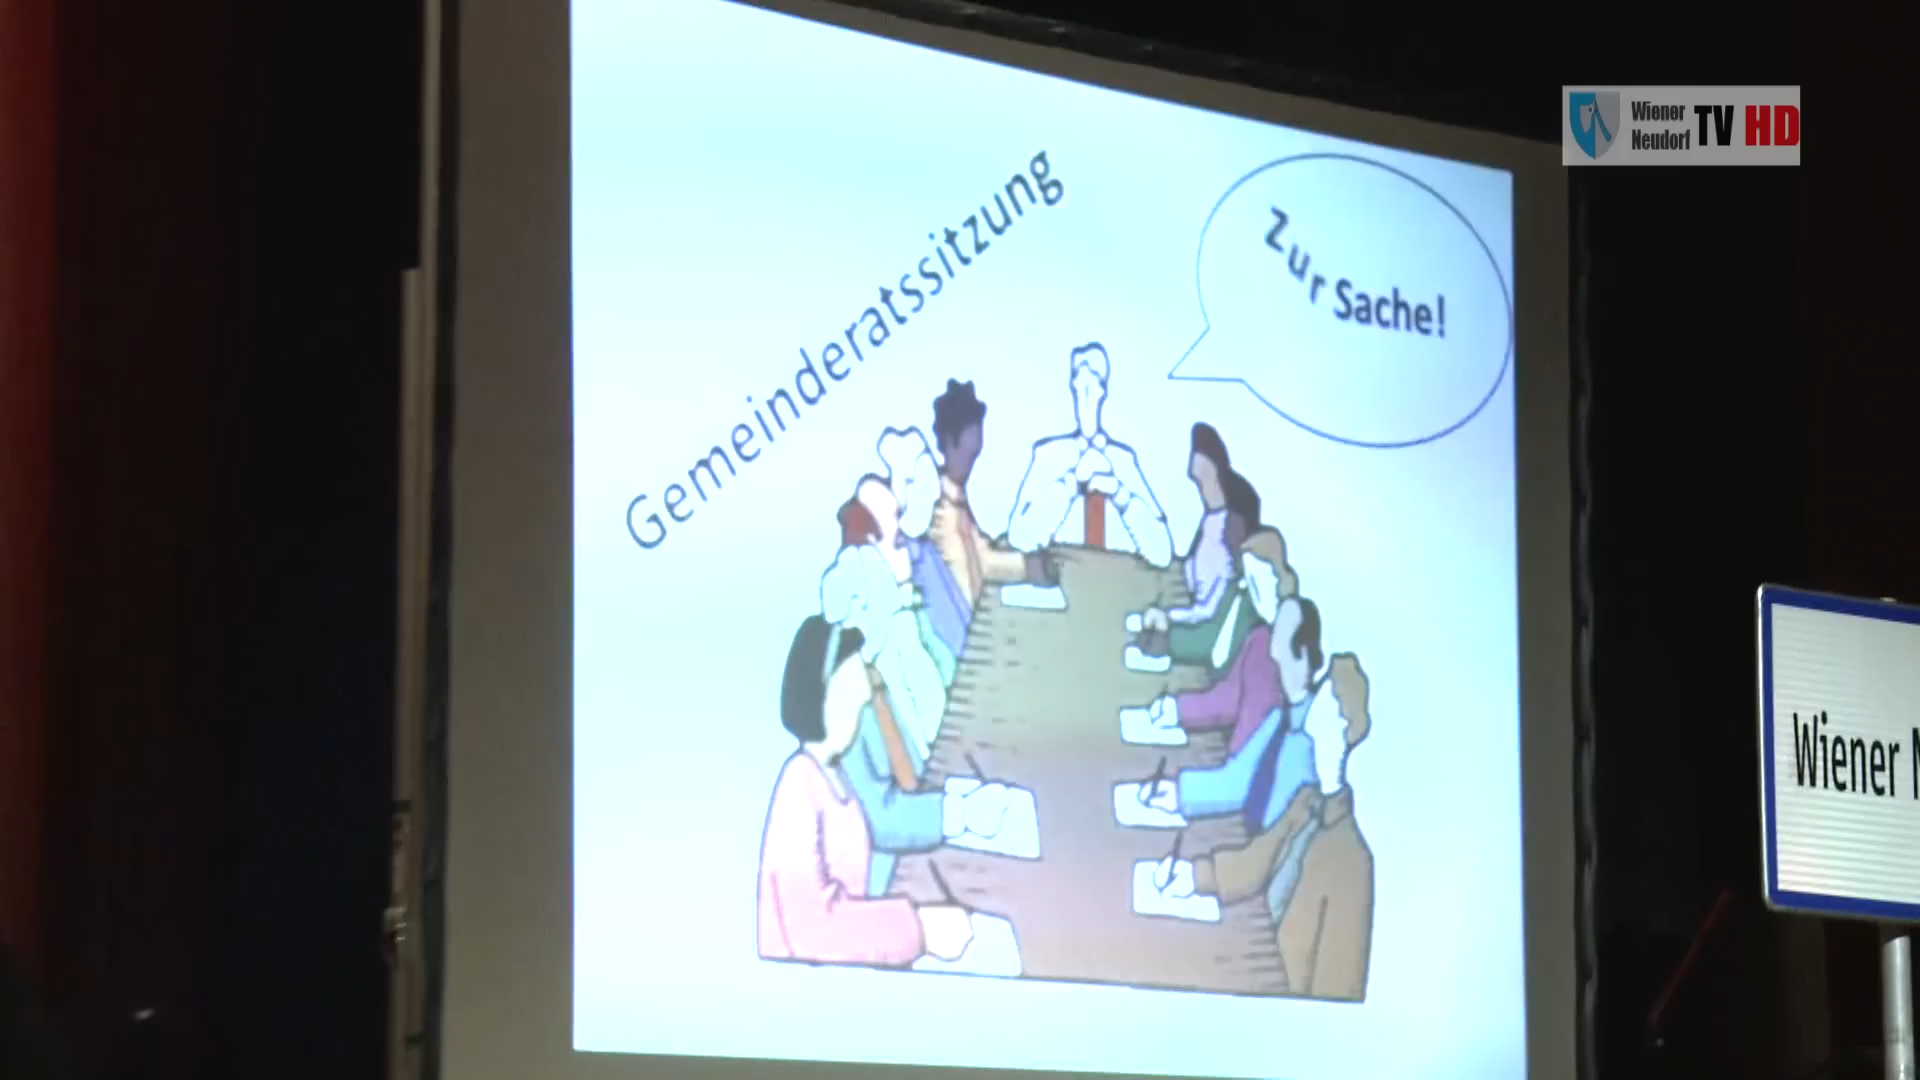 Gemeinderatssitzung
Zur Sache!
Wiener
Neudorf
TV HD
Wiener